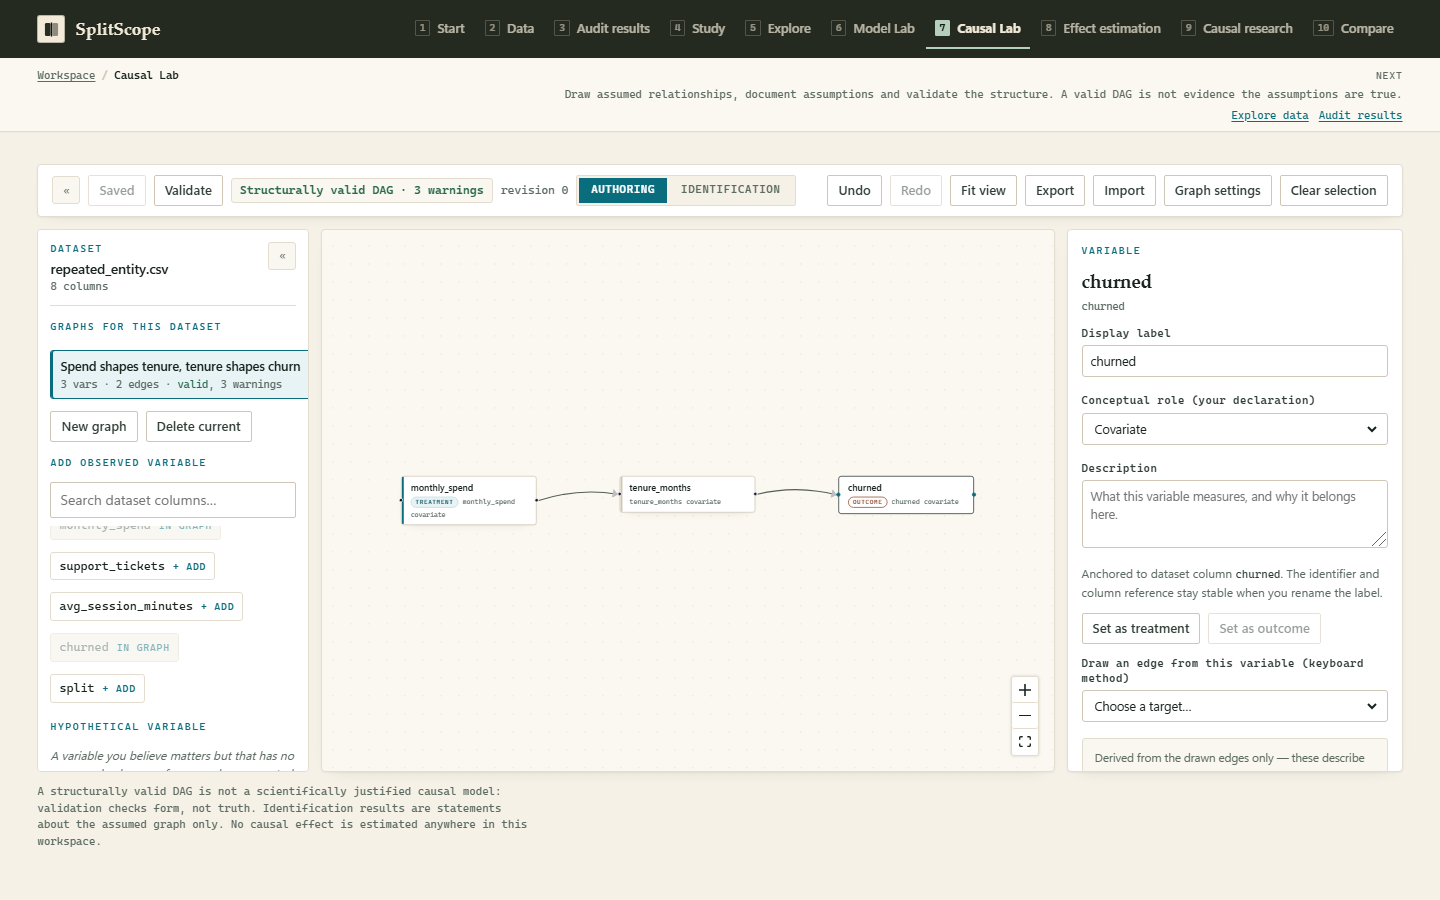 SplitScope
1 Start
2 Data
3 Audit results
4 Study
5 Explore
6 Model Lab
7 Causal Lab
8 Effect estimation
9 Causal research
10 Compare
Workspace / Causal Lab
NEXT
Draw assumed relationships, document assumptions and validate the structure. A valid DAG is not evidence the assumptions are true.
Explore data Audit results
« Saved Validate Structurally valid DAG · 3 warnings revision 0 AUTHORING IDENTIFICATION Undo Redo Fit view Export Import Graph settings Clear selection
DATASET
«
repeated_entity.csv
8 columns
GRAPHS FOR THIS DATASET
Spend shapes tenure, tenure shapes churn
3 vars · 2 edges · valid, 3 warnings
New graph Delete current
ADD OBSERVED VARIABLE
Search dataset columns...
monthly_spend IN GRAPH
support_tickets + ADD
avg_session_minutes + ADD
churned IN GRAPH
split + ADD
HYPOTHETICAL VARIABLE
A variable you believe matters but that has no
monthly_spend
TREATMENT monthly_spend
covariate
tenure_months
tenure_months covariate
churned
OUTCOME churned covariate
VARIABLE
churned
churned
Display label
churned
Conceptual role (your declaration)
Covariate
Description
What this variable measures, and why it belongs
here.
Anchored to dataset column churned. The identifier and
column reference stay stable when you rename the label.
Set as treatment Set as outcome
Draw an edge from this variable (keyboard
method)
Choose a target...
Derived from the drawn edges only — these describe
A structurally valid DAG is not a scientifically justified causal model:
validation checks form, not truth. Identification results are statements
about the assumed graph only. No causal effect is estimated anywhere in this
workspace.